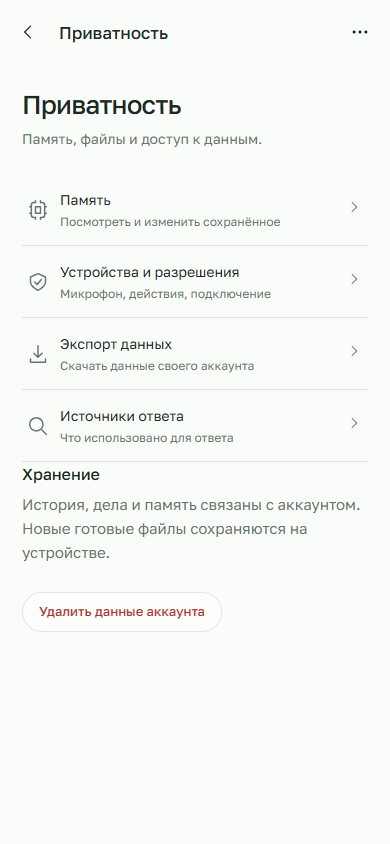 Приватность
Приватность
Память, файлы и доступ к данным.
Память
Посмотреть и изменить сохранённое
Устройства и разрешения
Микрофон, действия, подключение
Экспорт данных
Скачать данные своего аккаунта
Источники ответа
Что использовано для ответа
Хранение
История, дела и память связаны с аккаунтом.
Новые готовые файлы сохраняются на
устройстве.
Удалить данные аккаунта